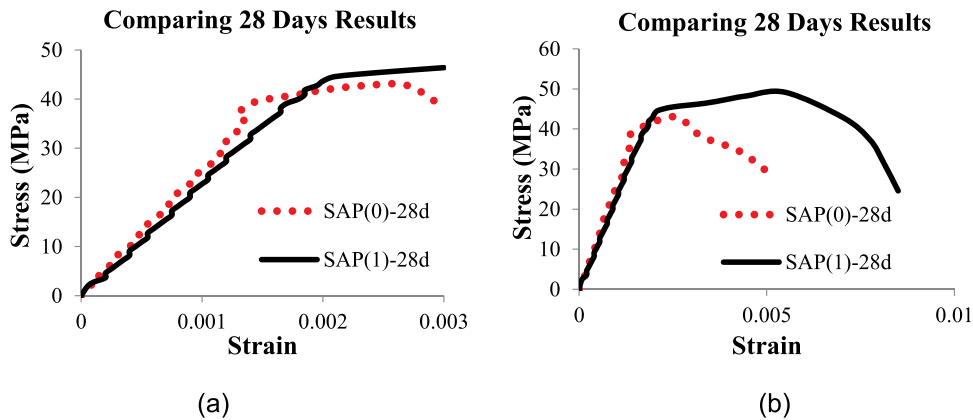 Comparing 28 Days Results
Stress (MPa)
50
40
30
20
10
0
SAP(0)-28d
SAP(1)-28d
0
0.001
0.002
0.003
Strain
(a)
Comparing 28 Days Results
Stress (MPa)
60
50
40
30
20
10
0
SAP(0)-28d
SAP(1)-28d
0
0.005
0.01
Strain
(b)